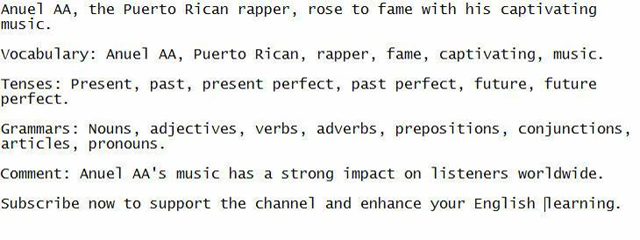 Anuel AA, the Puerto Rican rapper, rose to fame with his captivating
music.
Vocabulary: Anuel AA, Puerto Rican, rapper, fame, captivating, music.
Tenses: Present, past, present perfect, past perfect, future, future
perfect.
Grammars: Nouns, adjectives, verbs, adverbs, prepositions, conjunctions,
articles, pronouns.
Comment: Anuel AA's music has a strong impact on listeners worldwide.
Subscribe now to support the channel and enhance your English learning.